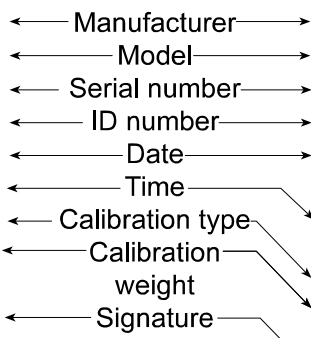 Manufacturer
Model
Serial number
ID number
Date
Time
Calibration type
Calibration
weight
Signature